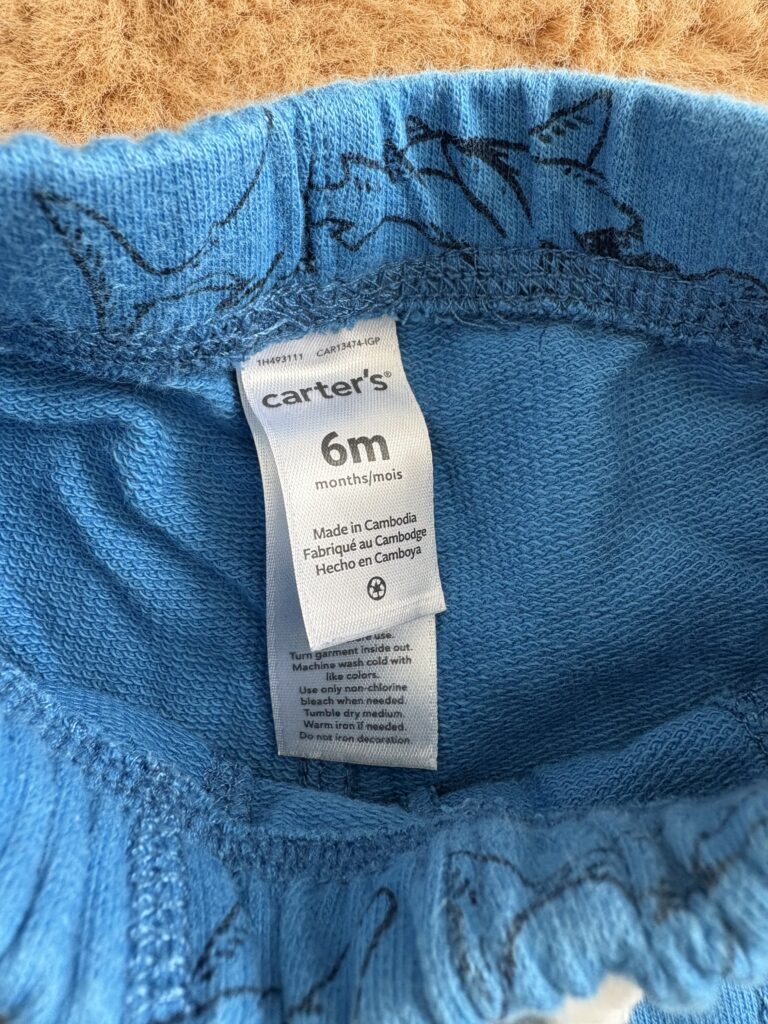 1H493111 CAR13474-IGP
carter's®
6m
months/mois
Made in Cambodia
Fabriqué au Cambodge
Hecho en Camboya
use.
Turn garment inside out.
Machine wash cold with
like colors.
Use only non-chlorine
bleach when needed.
Tumble dry medium.
Warm iron if needed.
Do not iron decoration.